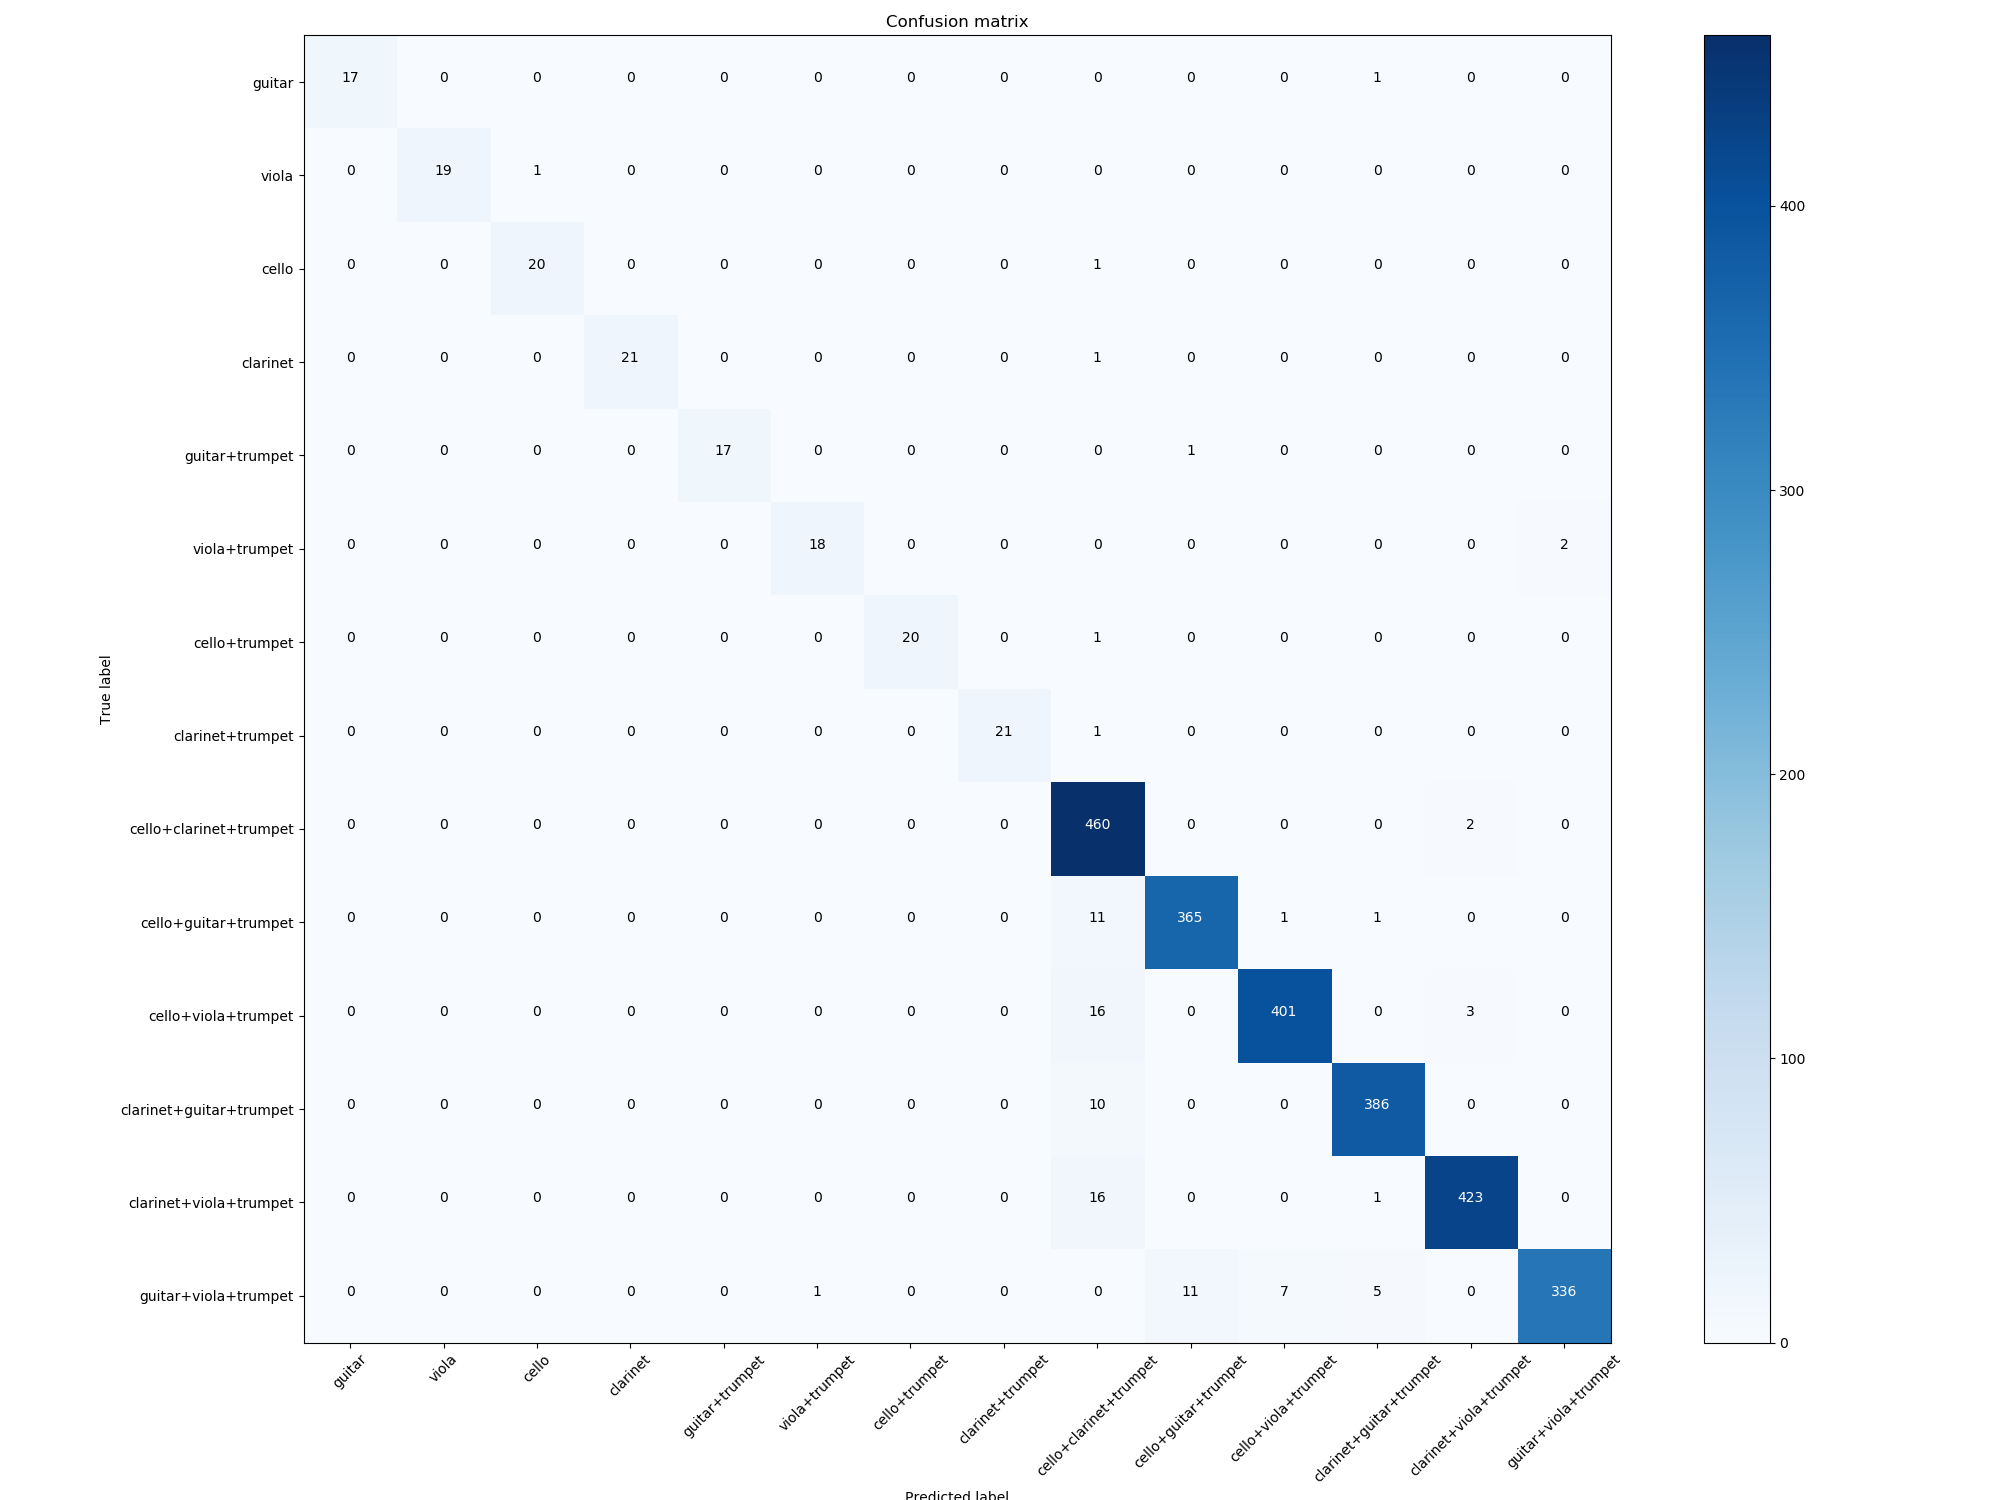 Confusion matrix
guitar 17 0 0 0 0 0 0 0 0 0 0 1 0 0
viola 0 19 1 0 0 0 0 0 0 0 0 0 0 0
cello 0 0 20 0 0 0 0 0 1 0 0 0 0 0
clarinet 0 0 0 21 0 0 0 0 1 0 0 0 0 0
guitar+trumpet 0 0 0 0 17 0 0 0 0 1 0 0 0 0
viola+trumpet 0 0 0 0 0 18 0 0 0 0 0 0 0 2
cello+trumpet 0 0 0 0 0 0 20 0 1 0 0 0 0 0
clarinet+trumpet 0 0 0 0 0 0 0 21 1 0 0 0 0 0
cello+clarinet+trumpet 0 0 0 0 0 0 0 0 460 0 0 0 2 0
cello+guitar+trumpet 0 0 0 0 0 0 0 0 11 365 1 1 0 0
cello+viola+trumpet 0 0 0 0 0 0 0 0 16 0 401 0 3 0
clarinet+guitar+trumpet 0 0 0 0 0 0 0 0 10 0 0 386 0 0
clarinet+viola+trumpet 0 0 0 0 0 0 0 0 16 0 0 1 423 0
guitar+viola+trumpet 0 0 0 0 0 1 0 0 0 11 7 5 0 336
True label
guitar
viola
cello
clarinet
guitar+trumpet
viola+trumpet
cello+trumpet
clarinet+trumpet
cello+clarinet+trumpet
cello+guitar+trumpet
cello+viola+trumpet
clarinet+guitar+trumpet
clarinet+viola+trumpet
guitar+viola+trumpet
Predicted label
400
300
200
100
0